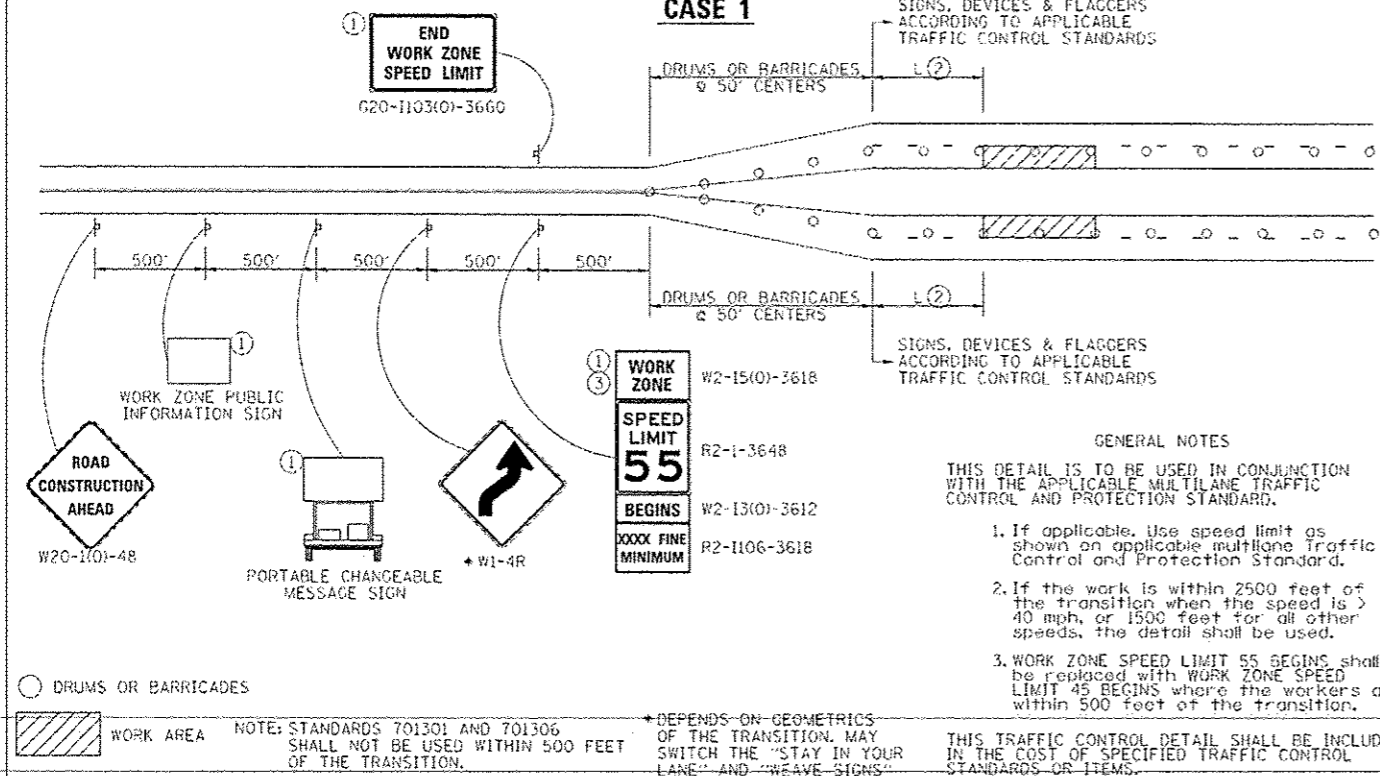 CASE 1
SIGNS, DEVICES & FLAGGERS
ACCORDING TO APPLICABLE
TRAFFIC CONTROL STANDARDS
①
END
WORK ZONE
SPEED LIMIT
G20-I103(O)-3660
DRUMS OR BARRICADES
@ 50' CENTERS
L ②
500'
500'
500'
500'
500'
DRUMS OR BARRICADES
@ 50' CENTERS
L ②
SIGNS, DEVICES & FLAGGERS
ACCORDING TO APPLICABLE
TRAFFIC CONTROL STANDARDS
①
WORK ZONE PUBLIC
INFORMATION SIGN
ROAD
CONSTRUCTION
AHEAD
W20-1(O)-48
①
PORTABLE CHANGEABLE
MESSAGE SIGN
* W1-4R
①
③
WORK
ZONE
W2-I5(O)-3618
SPEED
LIMIT
55
R2-1-3648
BEGINS
W2-I3(O)-3612
XXXX FINE
MINIMUM
R2-I106-3618
GENERAL NOTES
THIS DETAIL IS TO BE USED IN CONJUNCTION
WITH THE APPLICABLE MULTILANE TRAFFIC
CONTROL AND PROTECTION STANDARD.
1. If applicable. Use speed limit as
shown on applicable multilane Traffic
Control and Protection Standard.
2. If the work is within 2500 feet of
the transition when the speed is >
40 mph, or 1500 feet for all other
speeds, the detail shall be used.
3. WORK ZONE SPEED LIMIT 55 BEGINS shall
be replaced with WORK ZONE SPEED
LIMIT 45 BEGINS where the workers a
within 500 feet of the transition.
THIS TRAFFIC CONTROL DETAIL SHALL BE INCLUD
IN THE COST OF SPECIFIED TRAFFIC CONTROL
STANDARDS OR ITEMS.
DRUMS OR BARRICADES
WORK AREA
NOTE: STANDARDS 701301 AND 701306
SHALL NOT BE USED WITHIN 500 FEET
OF THE TRANSITION.
* DEPENDS ON GEOMETRICS
OF THE TRANSITION. MAY
SWITCH THE "STAY IN YOUR
LANE" AND "WEAVE SIGNS"